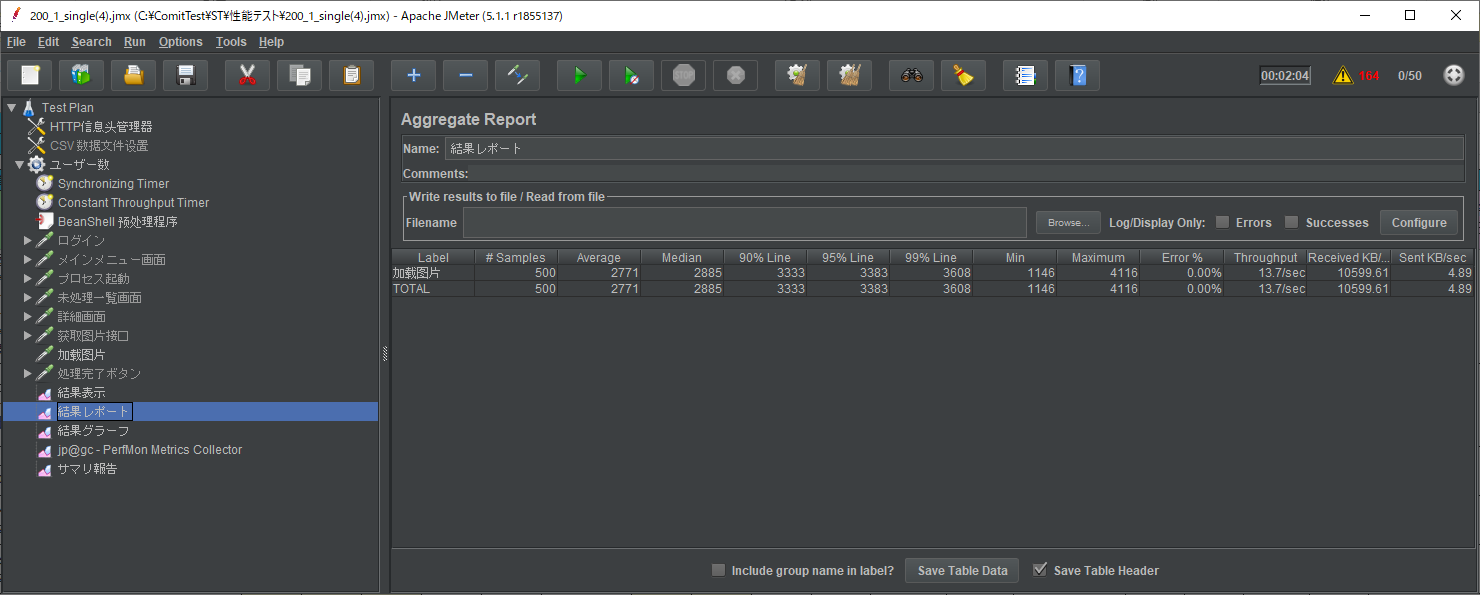 200_1_single(4).jmx (C:¥ComitTest¥ST¥性能テスト¥200_1_single(4).jmx) - Apache JMeter (5.1.1 r1855137)
File Edit Search Run Options Tools Help
STOP 00:02:04 164 0/50
Test Plan
HTTP信息头管理器
CSV 数据文件设置
ユーザー数
Synchronizing Timer
Constant Throughput Timer
BeanShell 预处理程序
ログイン
メインメニュー画面
プロセス起動
未処理一覧画面
詳細画面
获取图片接口
加载图片
処理完了ボタン
結果表示
結果レポート
結果グラーフ
jp@gc - PerfMon Metrics Collector
サマリ報告
Aggregate Report
Name: 結果レポート
Comments:
Write results to file / Read from file
Filename Browse... Log/Display Only: Errors Successes Configure
Label # Samples Average Median 90% Line 95% Line 99% Line Min Maximum Error % Throughput Received KB/... Sent KB/sec
加载图片 500 2771 2885 3333 3383 3608 1146 4116 0.00% 13.7/sec 10599.61 4.89
TOTAL 500 2771 2885 3333 3383 3608 1146 4116 0.00% 13.7/sec 10599.61 4.89
Include group name in label? Save Table Data Save Table Header